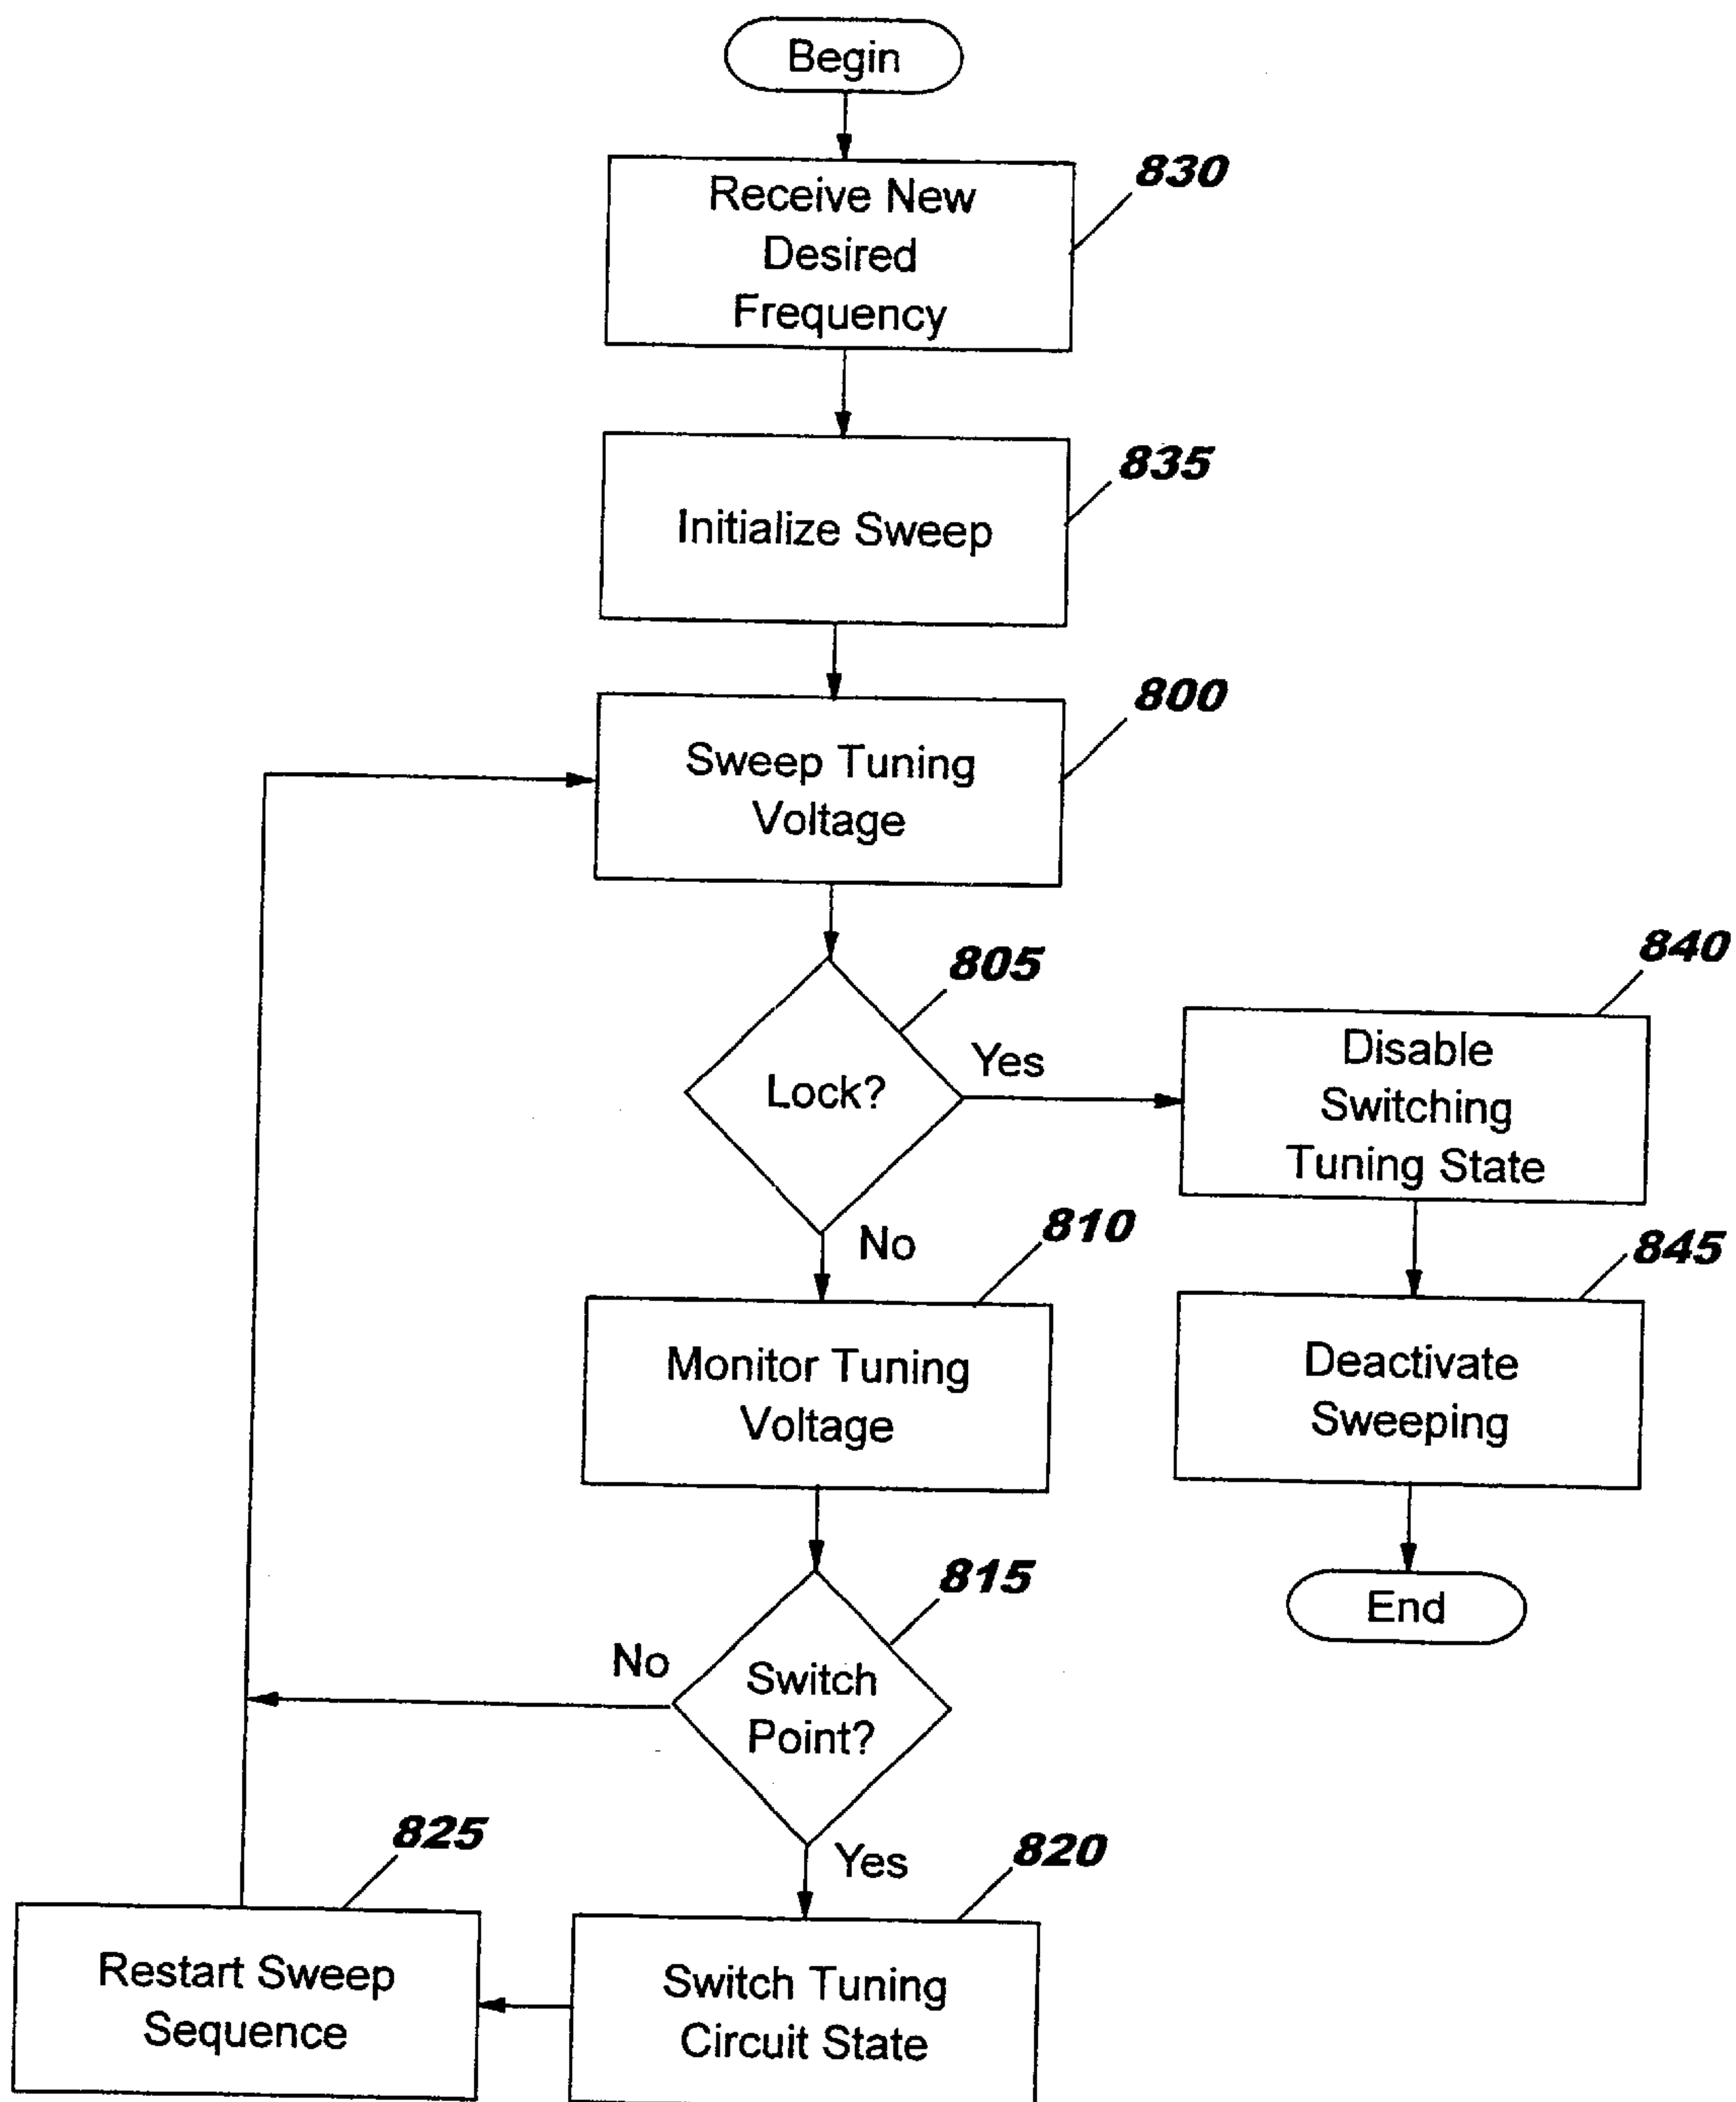 Begin
830
Receive New
Desired
Frequency
835
Initialize Sweep
800
Sweep Tuning
Voltage
805
Lock?
Yes
840
Disable
Switching
Tuning State
No
810
Monitor Tuning
Voltage
845
Deactivate
Sweeping
End
815
Switch
Point?
No
Yes
820
Switch Tuning
Circuit State
825
Restart Sweep
Sequence